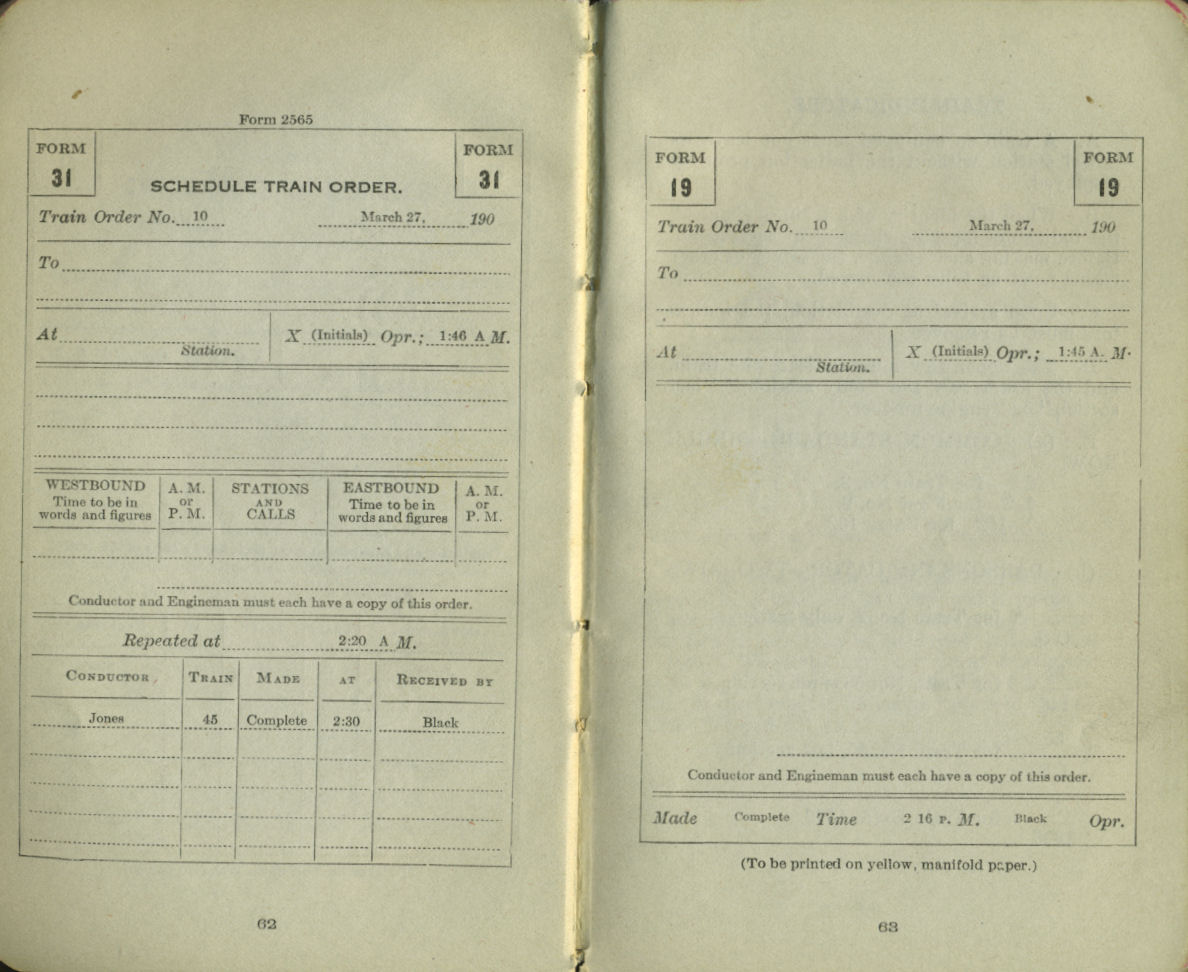 Form 2565
FORM
31
FORM
31
SCHEDULE TRAIN ORDER.
Train Order No. 10 March 27, 190
To
At Station. X (Initials) Opr.; 1:46 A M.
WESTBOUND
Time to be in
words and figures
A. M.
or
P. M.
STATIONS
AND
CALLS
EASTBOUND
Time to be in
words and figures
A. M.
or
P. M.
Conductor and Engineman must each have a copy of this order.
Repeated at 2:20 A M.
CONDUCTOR TRAIN MADE AT RECEIVED BY
Jones 45 Complete 2:30 Black
62
FORM
19
FORM
19
Train Order No. 10 March 27, 190
To
At Station. X (Initials) Opr.; 1:45 A. M.
Conductor and Engineman must each have a copy of this order.
Made Complete Time 2 16 P. M. Black Opr.
(To be printed on yellow, manifold paper.)
63